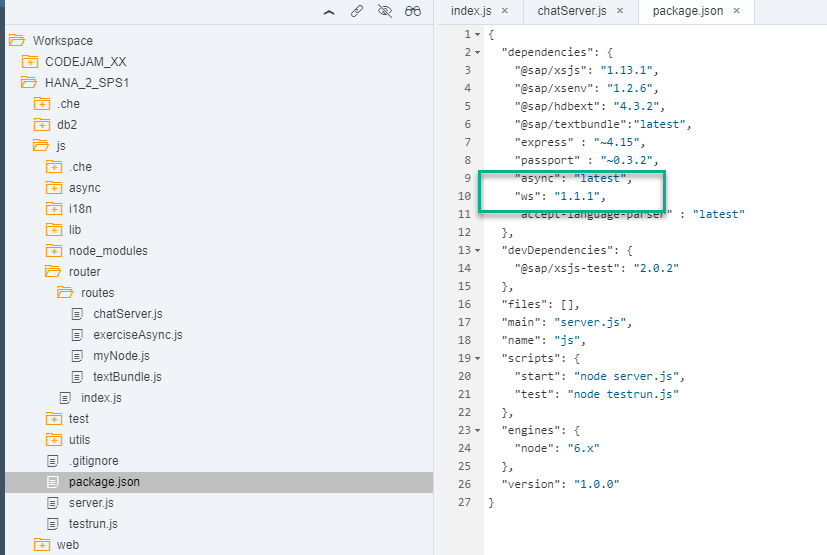 Workspace
CODEJAM_XX
HANA_2_SPS1
.che
db2
js
.che
async
i18n
lib
node_modules
router
routes
chatServer.js
exerciseAsync.js
myNode.js
textBundle.js
index.js
test
utils
.gitignore
package.json
server.js
testrun.js
web
index.js × chatServer.js × package.json ×
1 {
2 "dependencies": {
3 "@sap/xsjs": "1.13.1",
4 "@sap/xsenv": "1.2.6",
5 "@sap/hdbext": "4.3.2",
6 "@sap/textbundle":"latest",
7 "express" : "~4.15",
8 "passport" : "~0.3.2",
9 "async": "latest",
10 "ws": "1.1.1",
11 accept-language-parser" : "latest"
12 },
13 "devDependencies": {
14 "@sap/xsjs-test": "2.0.2"
15 },
16 "files": [],
17 "main": "server.js",
18 "name": "js",
19 "scripts": {
20 "start": "node server.js",
21 "test": "node testrun.js"
22 },
23 "engines": {
24 "node": "6.x"
25 },
26 "version": "1.0.0"
27 }